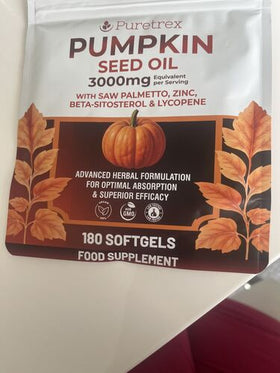 Puretrex
PUMPKIN
SEED OIL
3000mg Equivalent per Serving
WITH SAW PALMETTO, ZINC,
BETA-SITOSTEROL & LYCOPENE
ADVANCED HERBAL FORMULATION
FOR OPTIMAL ABSORPTION
& SUPERIOR EFFICACY
180 SOFTGELS
FOOD SUPPLEMENT